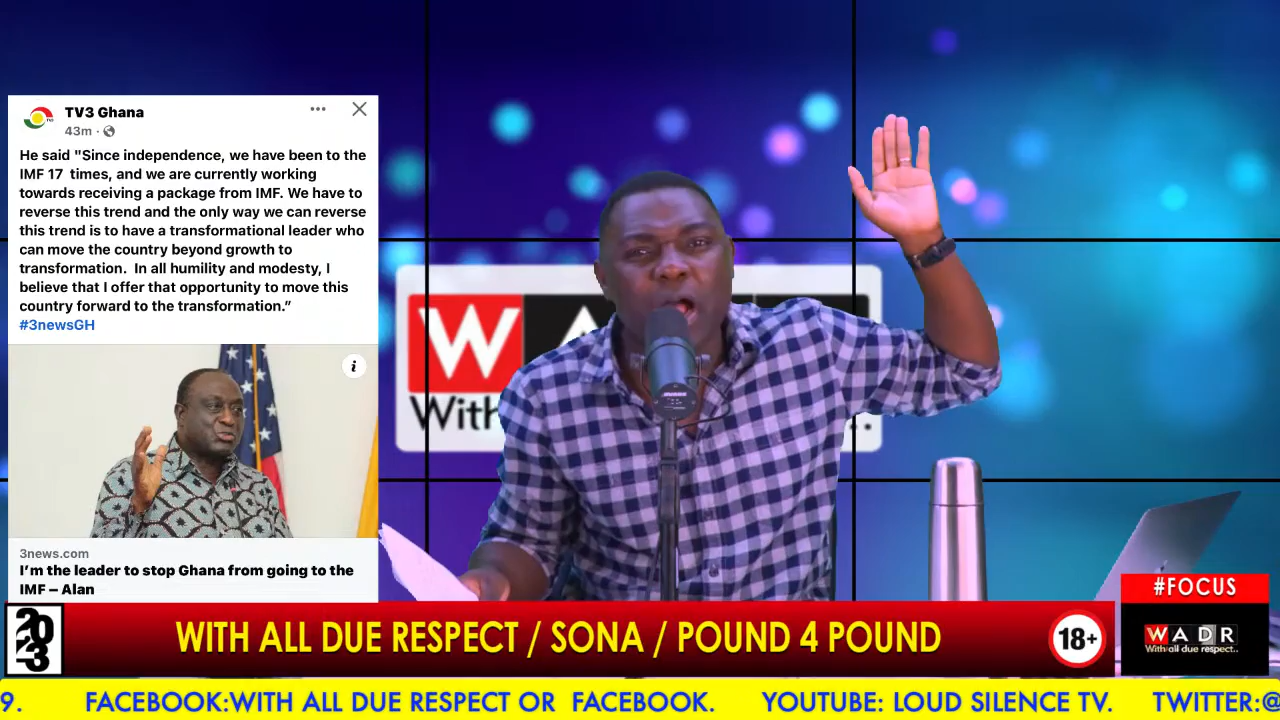 TV3 Ghana
43m ·
He said "Since independence, we have been to the
IMF 17 times, and we are currently working
towards receiving a package from IMF. We have to
reverse this trend and the only way we can reverse
this trend is to have a transformational leader who
can move the country beyond growth to
transformation. In all humility and modesty, I
believe that I offer that opportunity to move this
country forward to the transformation.”
#3newsGH
i
3news.com
I’m the leader to stop Ghana from going to the
IMF – Alan
W A
With
..
SHURE
2023
WITH ALL DUE RESPECT / SONA / POUND 4 POUND
18+
#FOCUS
WADR
With all due respect..
9. FACEBOOK:WITH ALL DUE RESPECT OR FACEBOOK. YOUTUBE: LOUD SILENCE TV. TWITTER:@